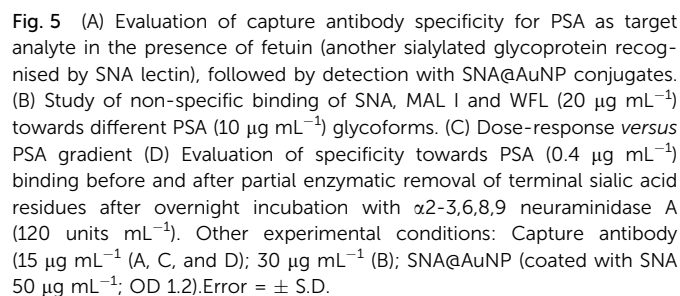 Fig. 5 (A) Evaluation of capture antibody specificity for PSA as target
analyte in the presence of fetuin (another sialylated glycoprotein recog-
nised by SNA lectin), followed by detection with SNA@AuNP conjugates.
(B) Study of non-specific binding of SNA, MAL I and WFL (20 μg mL⁻¹)
towards different PSA (10 μg mL⁻¹) glycoforms. (C) Dose-response versus
PSA gradient (D) Evaluation of specificity towards PSA (0.4 μg mL⁻¹)
binding before and after partial enzymatic removal of terminal sialic acid
residues after overnight incubation with α2-3,6,8,9 neuraminidase A
(120 units mL⁻¹). Other experimental conditions: Capture antibody
(15 μg mL⁻¹ (A, C, and D); 30 μg mL⁻¹ (B); SNA@AuNP (coated with SNA
50 μg mL⁻¹; OD 1.2).Error = ± S.D.